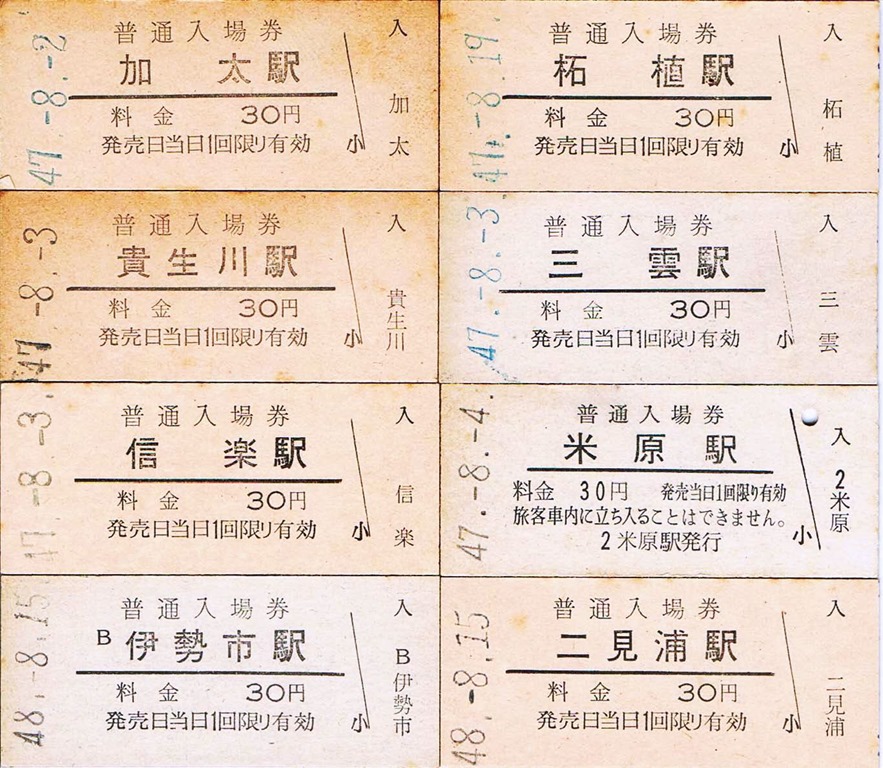 47.-8.-2
普通入場券
加太駅
料金 30円
発売日当日1回限り有効
小
入
加太
47.-8.19.
普通入場券
柘植駅
料金 30円
発売日当日1回限り有効
小
入
柘植
47.-8.-3
普通入場券
貴生川駅
料金 30円
発売日当日1回限り有効
小
入
貴生川
47.-8.-3.
普通入場券
三雲駅
料金 30円
発売日当日1回限り有効
小
入
三雲
47.-8.-3.
普通入場券
信楽駅
料金 30円
発売日当日1回限り有効
小
入
信楽
47.-8.-4.
普通入場券
米原駅
料金 30円 発売当日1回限り有効
旅客車内に立ち入ることはできません。
2米原駅発行
小
入
2米原
48.-8.15
普通入場券
B 伊勢市駅
料金 30円
発売日当日1回限り有効
小
入
B伊勢市
48.-8.15
普通入場券
二見浦駅
料金 30円
発売日当日1回限り有効
小
入
二見浦